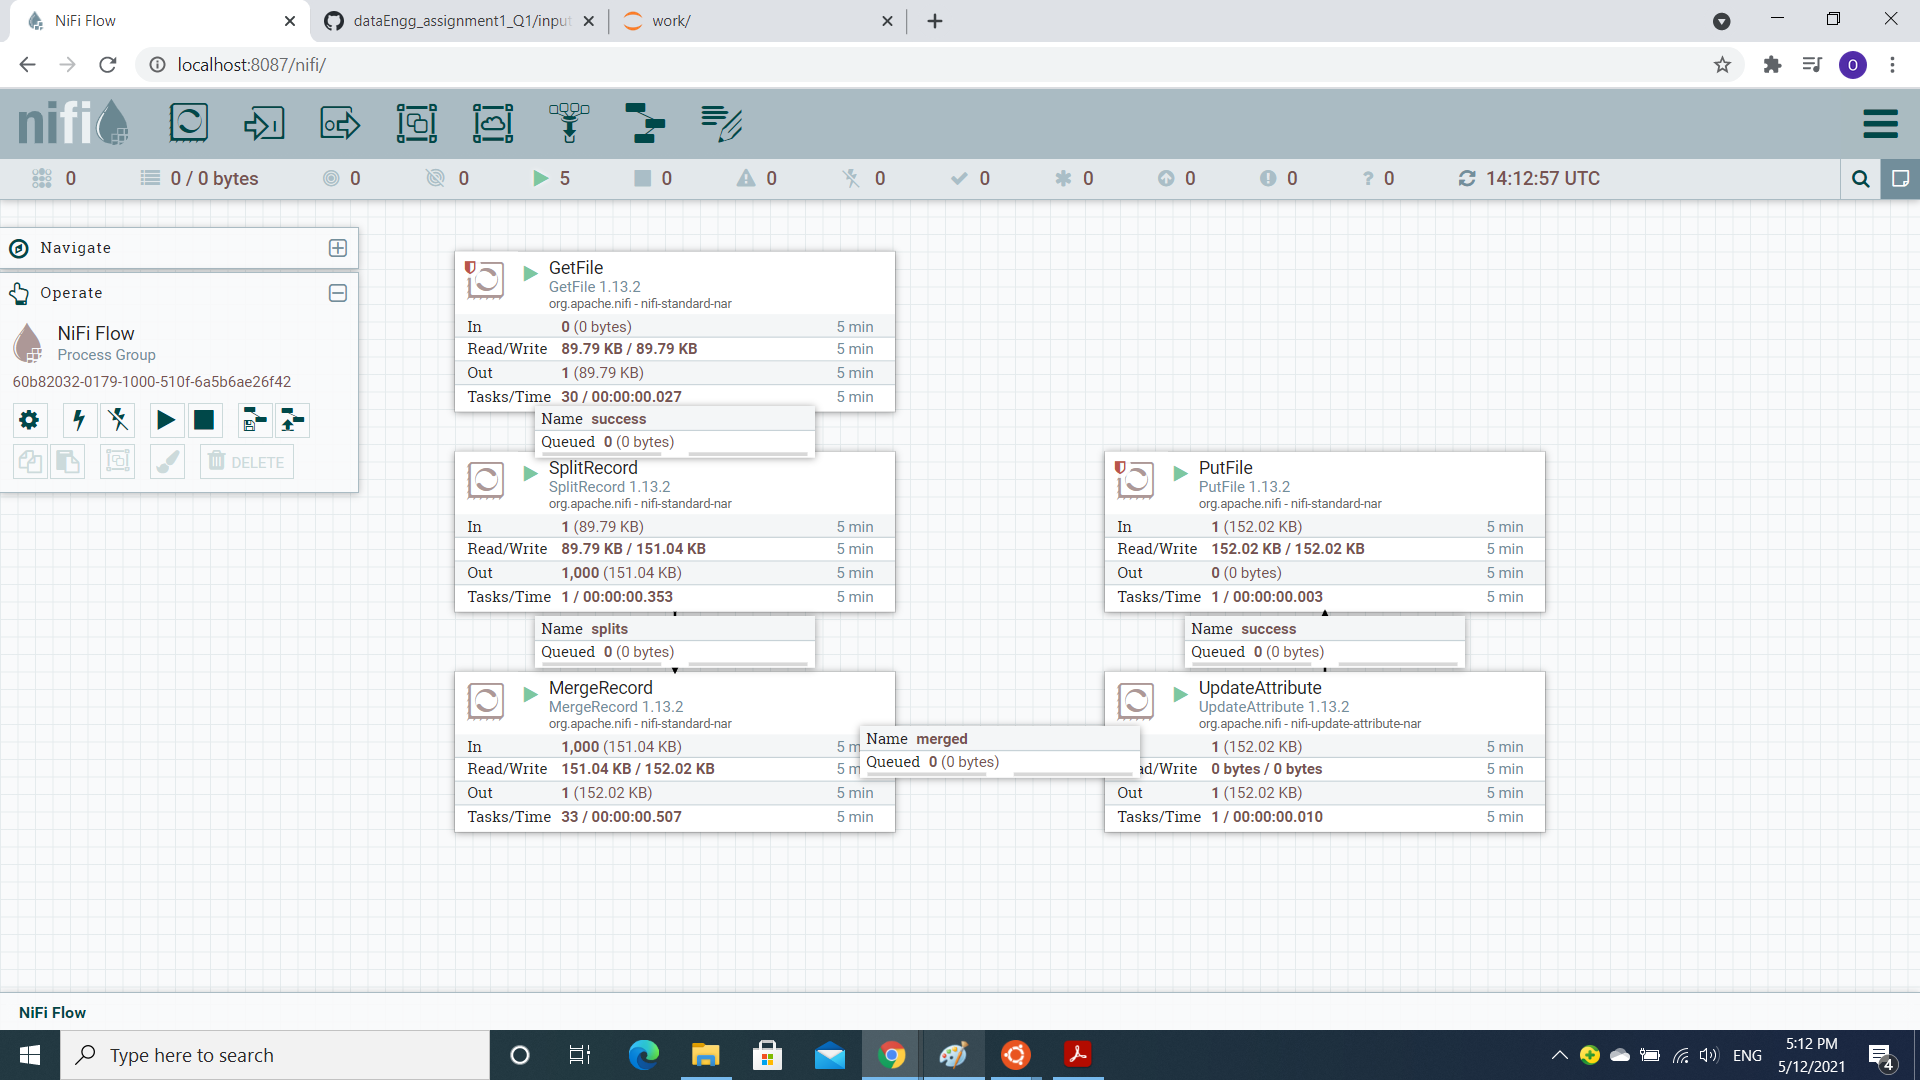 NiFi Flow
dataEngg_assignment1_Q1/input
work/
localhost:8087/nifi/
O
nifi
0
0 / 0 bytes
0
0
5
0
0
0
0
0
0
0
? 0
14:12:57 UTC
Navigate
Operate
NiFi Flow
Process Group
60b82032-0179-1000-510f-6a5b6ae26f42
DELETE
GetFile
GetFile 1.13.2
org.apache.nifi - nifi-standard-nar
In 0 (0 bytes) 5 min
Read/Write 89.79 KB / 89.79 KB 5 min
Out 1 (89.79 KB) 5 min
Tasks/Time 30 / 00:00:00.027 5 min
Name success
Queued 0 (0 bytes)
SplitRecord
SplitRecord 1.13.2
org.apache.nifi - nifi-standard-nar
In 1 (89.79 KB) 5 min
Read/Write 89.79 KB / 151.04 KB 5 min
Out 1,000 (151.04 KB) 5 min
Tasks/Time 1 / 00:00:00.353 5 min
Name splits
Queued 0 (0 bytes)
MergeRecord
MergeRecord 1.13.2
org.apache.nifi - nifi-standard-nar
In 1,000 (151.04 KB) 5 m
Read/Write 151.04 KB / 152.02 KB 5 m
Out 1 (152.02 KB) 5 min
Tasks/Time 33 / 00:00:00.507 5 min
Name merged
Queued 0 (0 bytes)
PutFile
PutFile 1.13.2
org.apache.nifi - nifi-standard-nar
In 1 (152.02 KB) 5 min
Read/Write 152.02 KB / 152.02 KB 5 min
Out 0 (0 bytes) 5 min
Tasks/Time 1 / 00:00:00.003 5 min
Name success
Queued 0 (0 bytes)
UpdateAttribute
UpdateAttribute 1.13.2
org.apache.nifi - nifi-update-attribute-nar
1 (152.02 KB) 5 min
ad/Write 0 bytes / 0 bytes 5 min
Out 1 (152.02 KB) 5 min
Tasks/Time 1 / 00:00:00.010 5 min
NiFi Flow
Type here to search
ENG
5:12 PM
5/12/2021
4